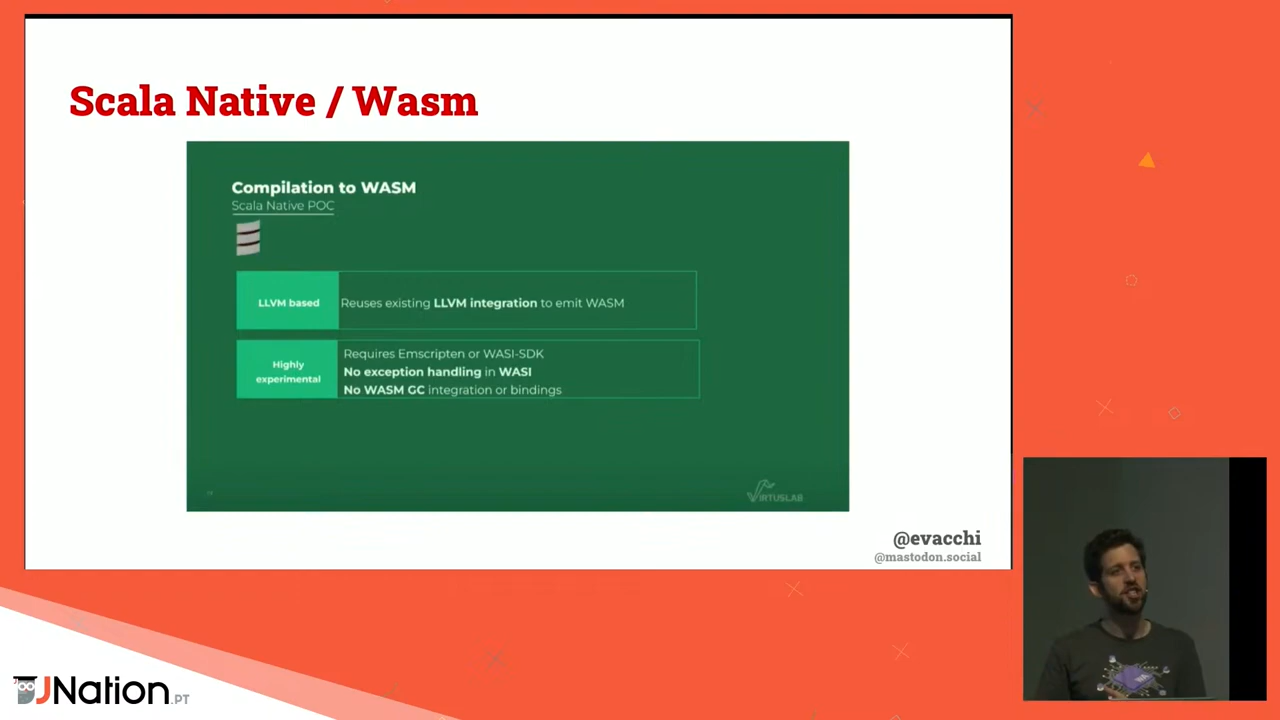 Scala Native / Wasm
Compilation to WASM
Scala Native POC
LLVM based
Reuses existing LLVM integration to emit WASM
Highly
experimental
Requires Emscripten or WASI-SDK
No exception handling in WASI
No WASM GC integration or bindings
VIRTUSLAB
@evacchi
@mastodon.social
JNation.PT